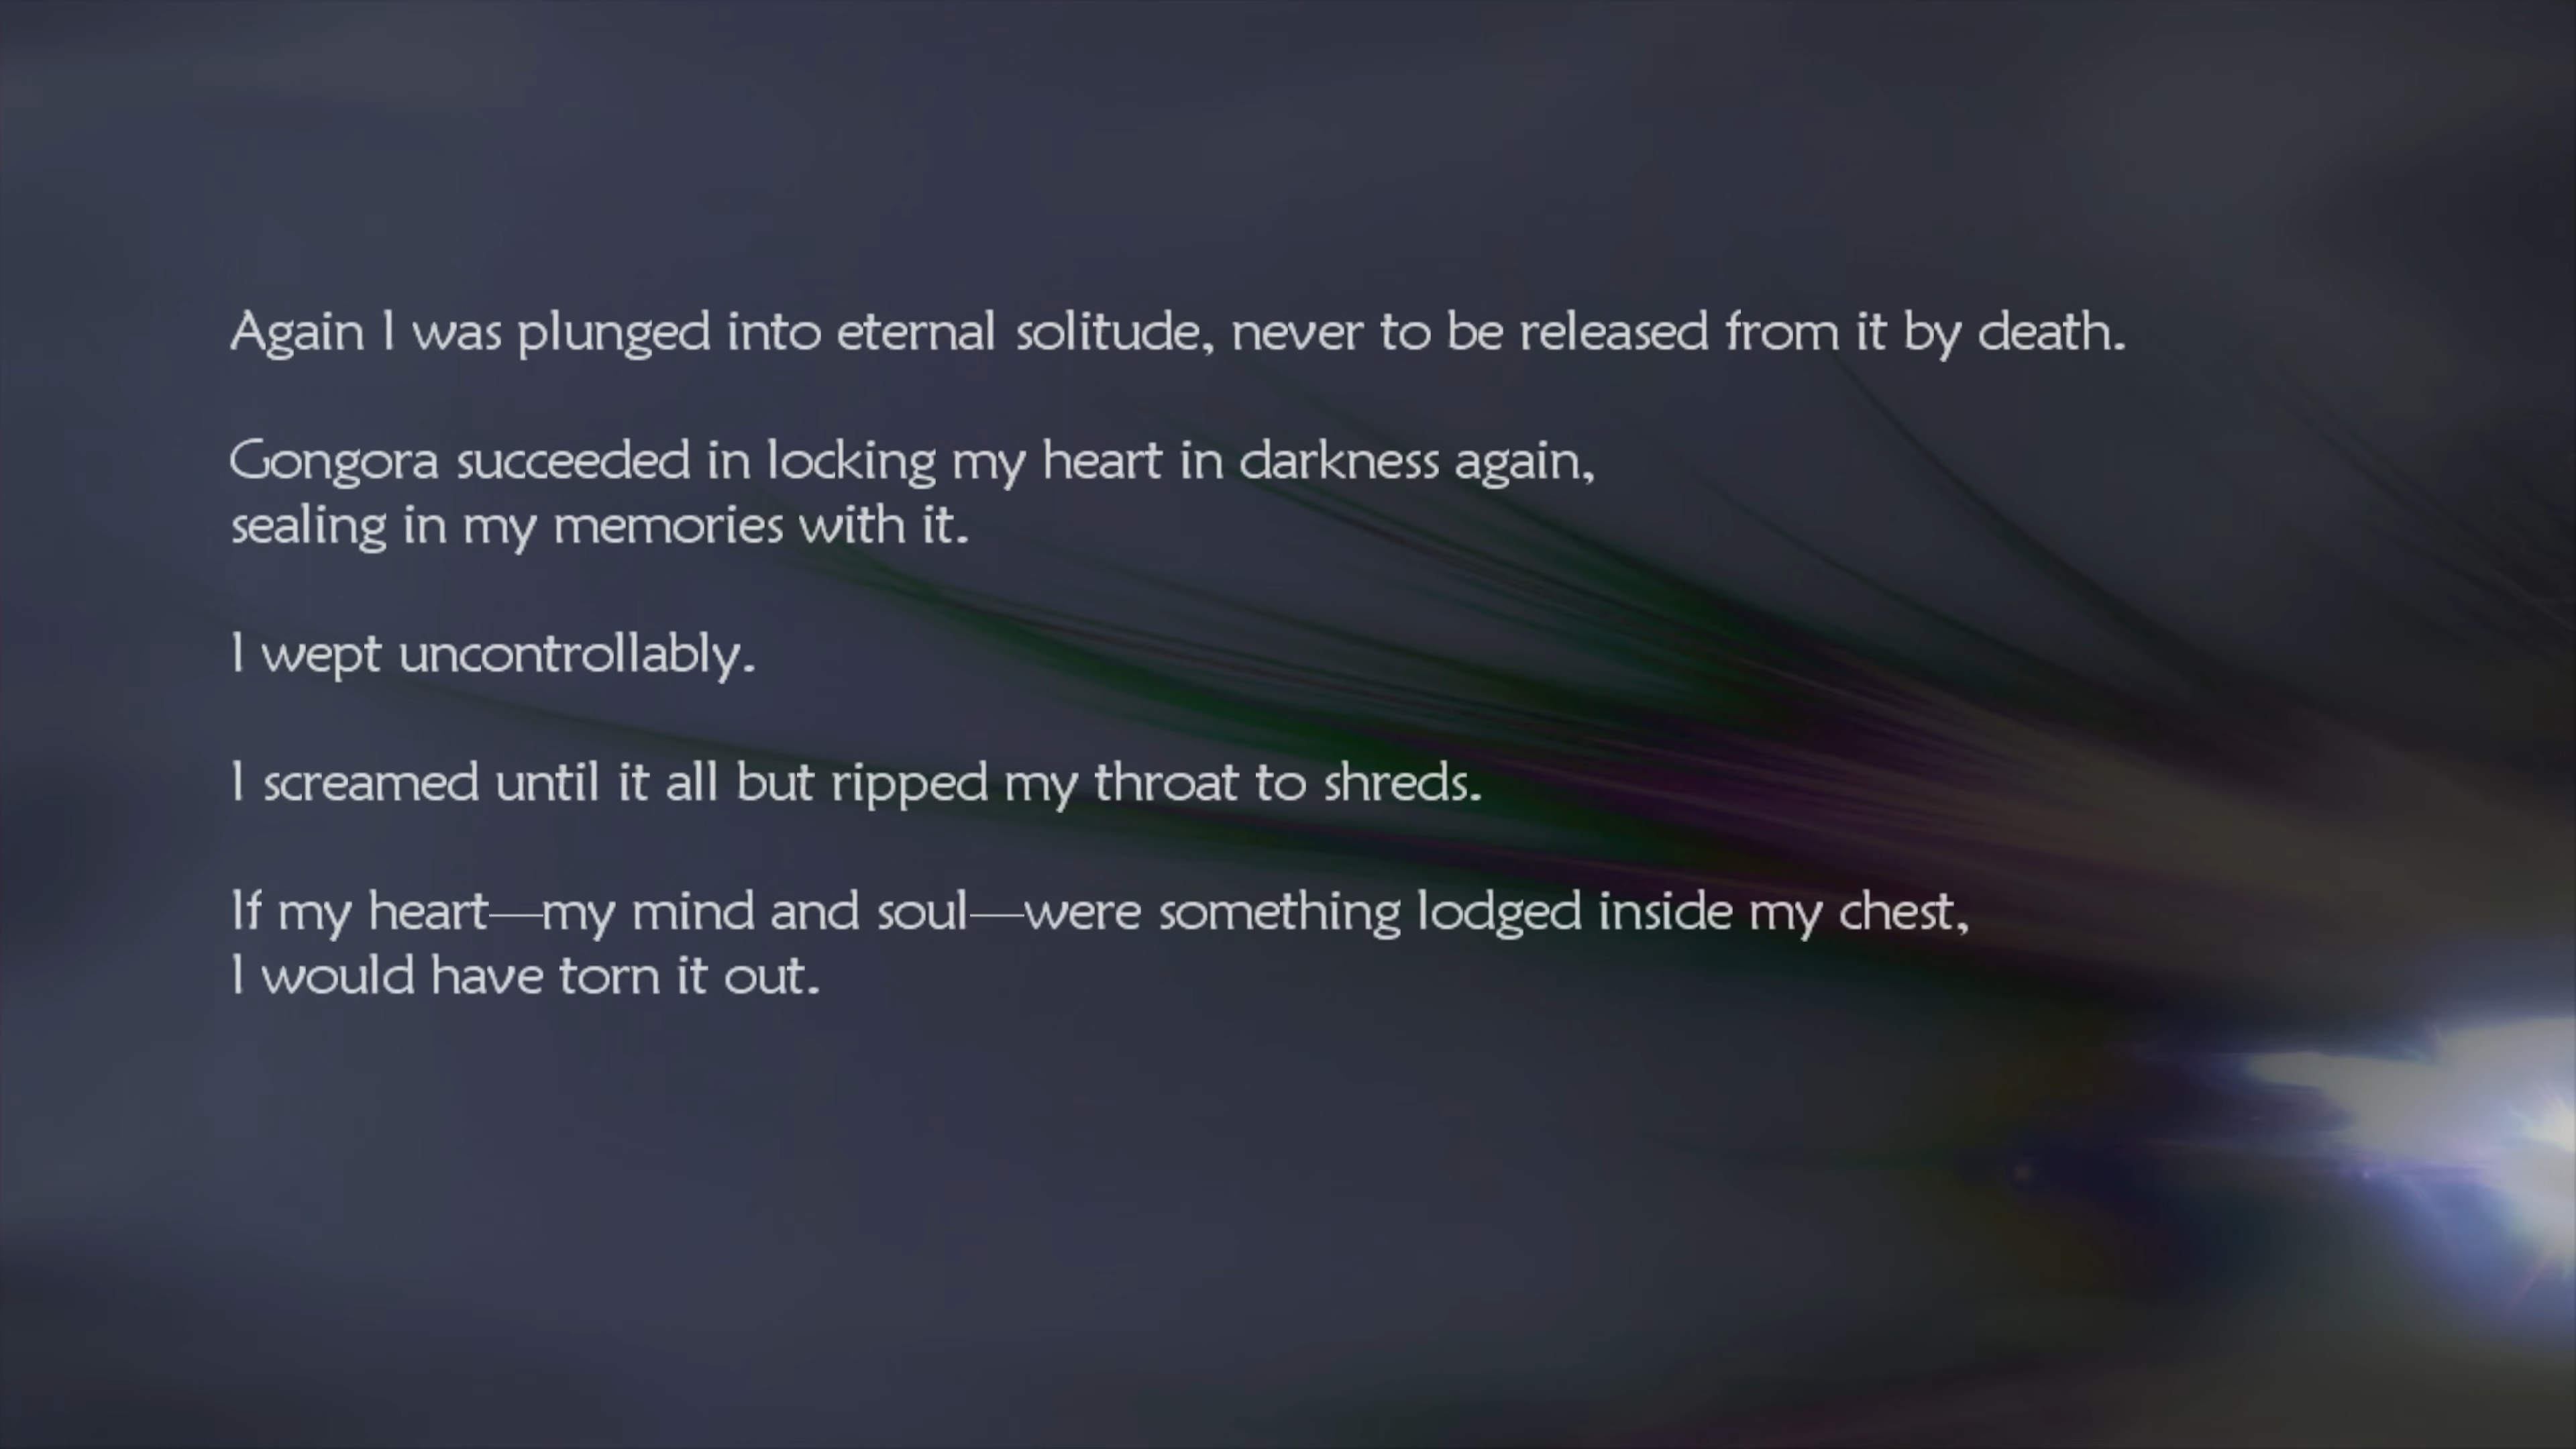 Again I was plunged into eternal solitude, never to be released from it by death.
Gongora succeeded in locking my heart in darkness again,
sealing in my memories with it.
I wept uncontrollably.
I screamed until it all but ripped my throat to shreds.
If my heart—my mind and soul—were something lodged inside my chest,
I would have torn it out.